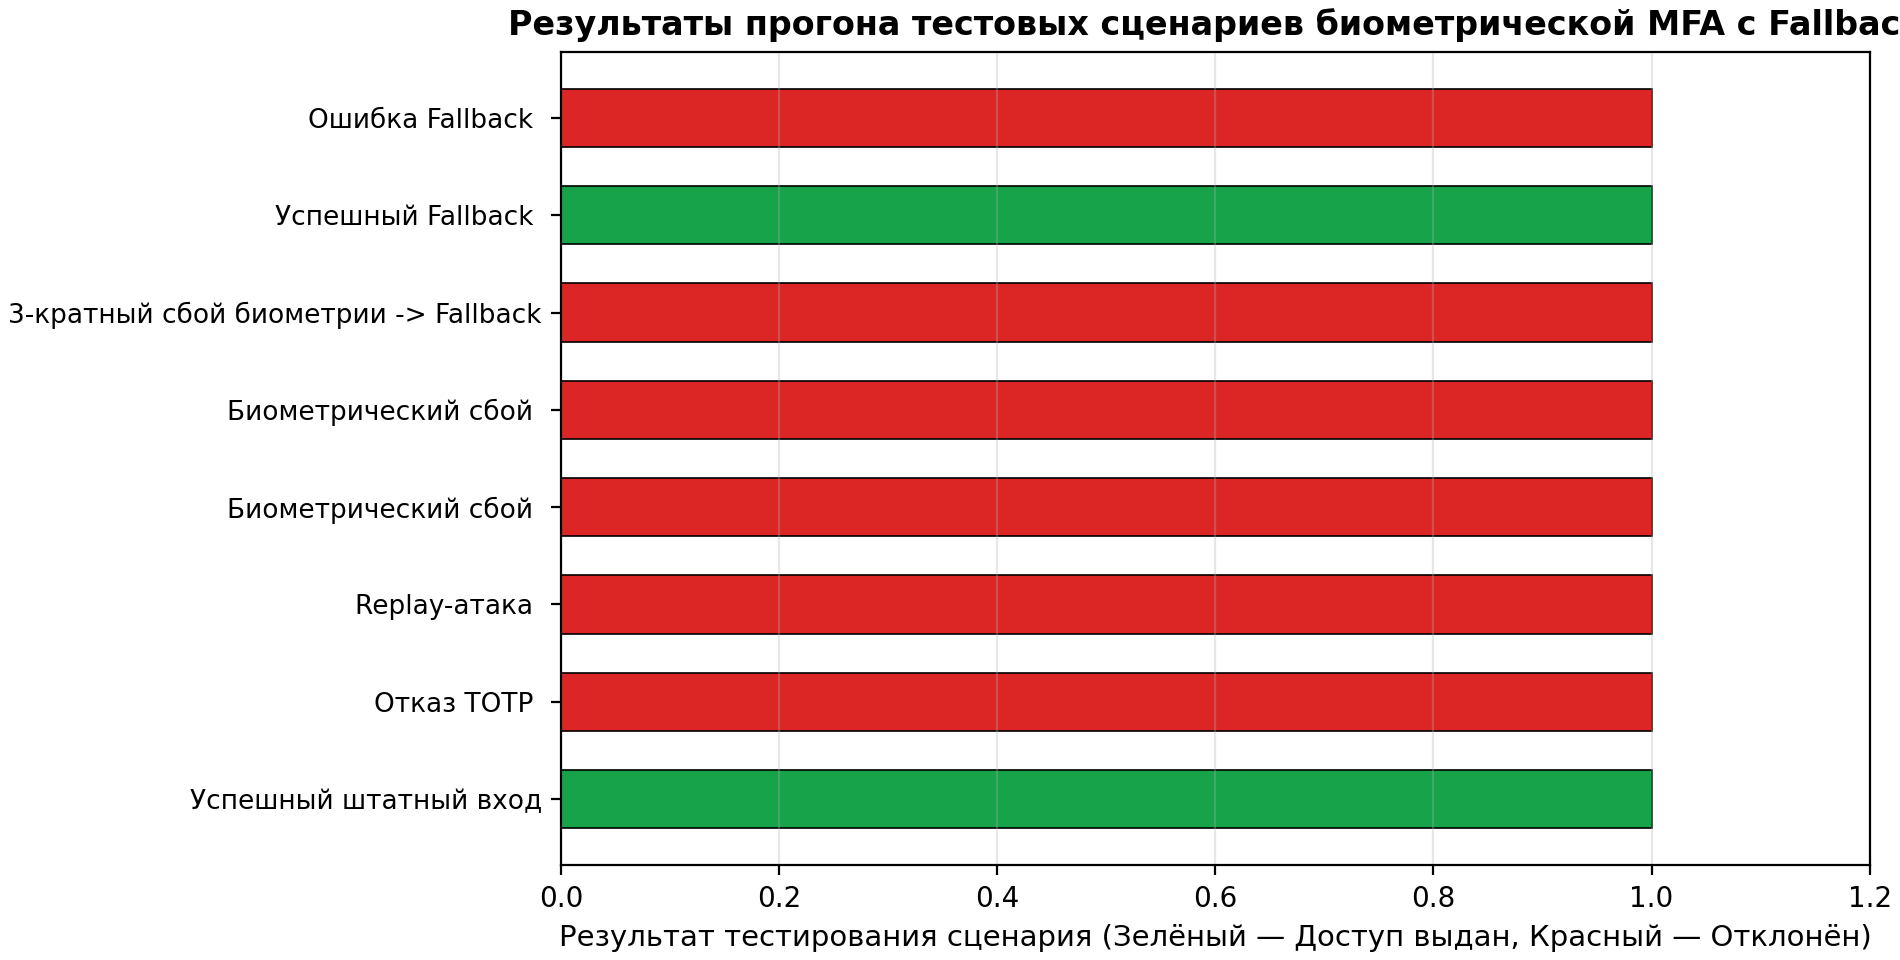 Результаты прогона тестовых сценариев биометрической MFA с Fallbac
Ошибка Fallback
Успешный Fallback
3-кратный сбой биометрии -> Fallback
Биометрический сбой
Биометрический сбой
Replay-атака
Отказ TOTP
Успешный штатный вход
0.0 0.2 0.4 0.6 0.8 1.0 1.2
Результат тестирования сценария (Зелёный — Доступ выдан, Красный — Отклонён)